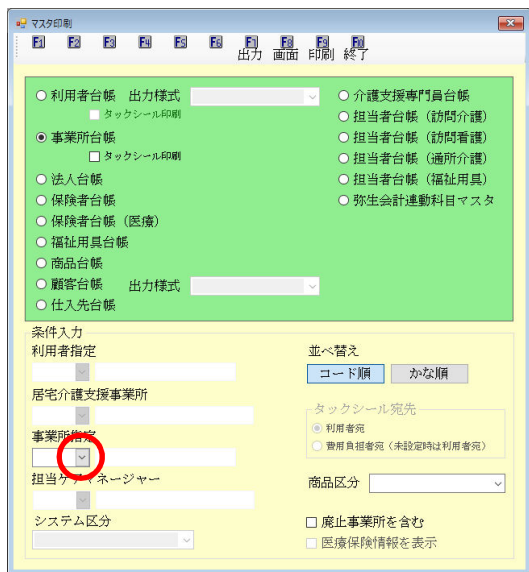 マスタ印刷
F1 F2 F3 F4 F5 F6 F7 F8 F9 F10
出力 画面 印刷 終了
利用者台帳 出力様式
タックシール印刷
事業所台帳
タックシール印刷
法人台帳
保険者台帳
保険者台帳（医療）
福祉用具台帳
商品台帳
顧客台帳 出力様式
仕入先台帳
介護支援専門員台帳
担当者台帳（訪問介護）
担当者台帳（訪問看護）
担当者台帳（通所介護）
担当者台帳（福祉用具）
弥生会計連動科目マスタ
条件入力
利用者指定
居宅介護支援事業所
事業所指定
担当ケアマネージャー
システム区分
並べ替え
コード順 かな順
タックシール宛先
利用者宛
費用負担者宛（未設定時は利用者宛）
商品区分
廃止事業所を含む
医療保険情報を表示